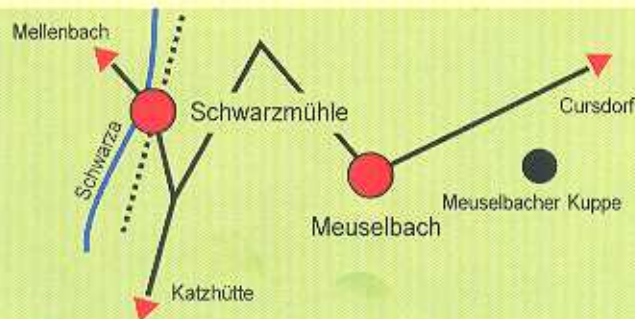 Mellenbach
Schwarzmühle
Cursdorf
Schwarza
Meuselbacher Kuppe
Meuselbach
Katzhütte